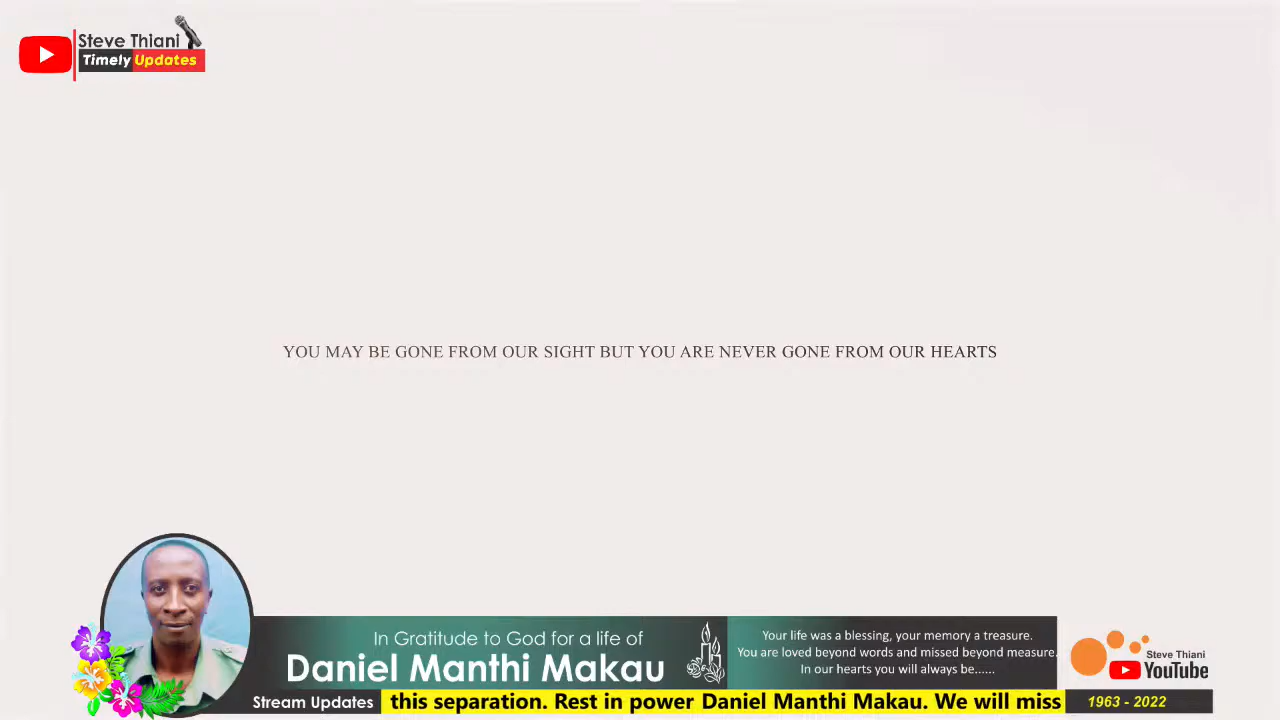 Steve Thiani
Timely Updates
YOU MAY BE GONE FROM OUR SIGHT BUT YOU ARE NEVER GONE FROM OUR HEARTS
In Gratitude to God for a life of
Daniel Manthi Makau
Your life was a blessing, your memory a treasure.
You are loved beyond words and missed beyond measure.
In our hearts you will always be......
Steve Thiani
YouTube
Stream Updates
this separation. Rest in power Daniel Manthi Makau. We will miss
1963 - 2022